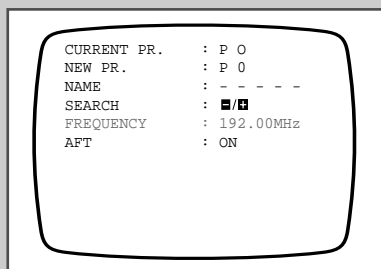 CURRENT PR. : P O
NEW PR. : P 0
NAME : - - - - -
SEARCH : -/+
FREQUENCY : 192.00MHz
AFT : ON